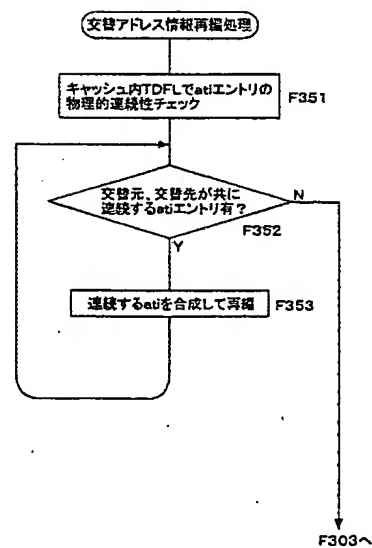 交替アドレス情報再編処理
キャッシュ内TDFLでatiエントリの
物理的連続性チェック
F351
交替元、交替先が共に
連続するatiエントリ有？
N
F352
Y
連続するatiを合成して再編
F353
F303へ